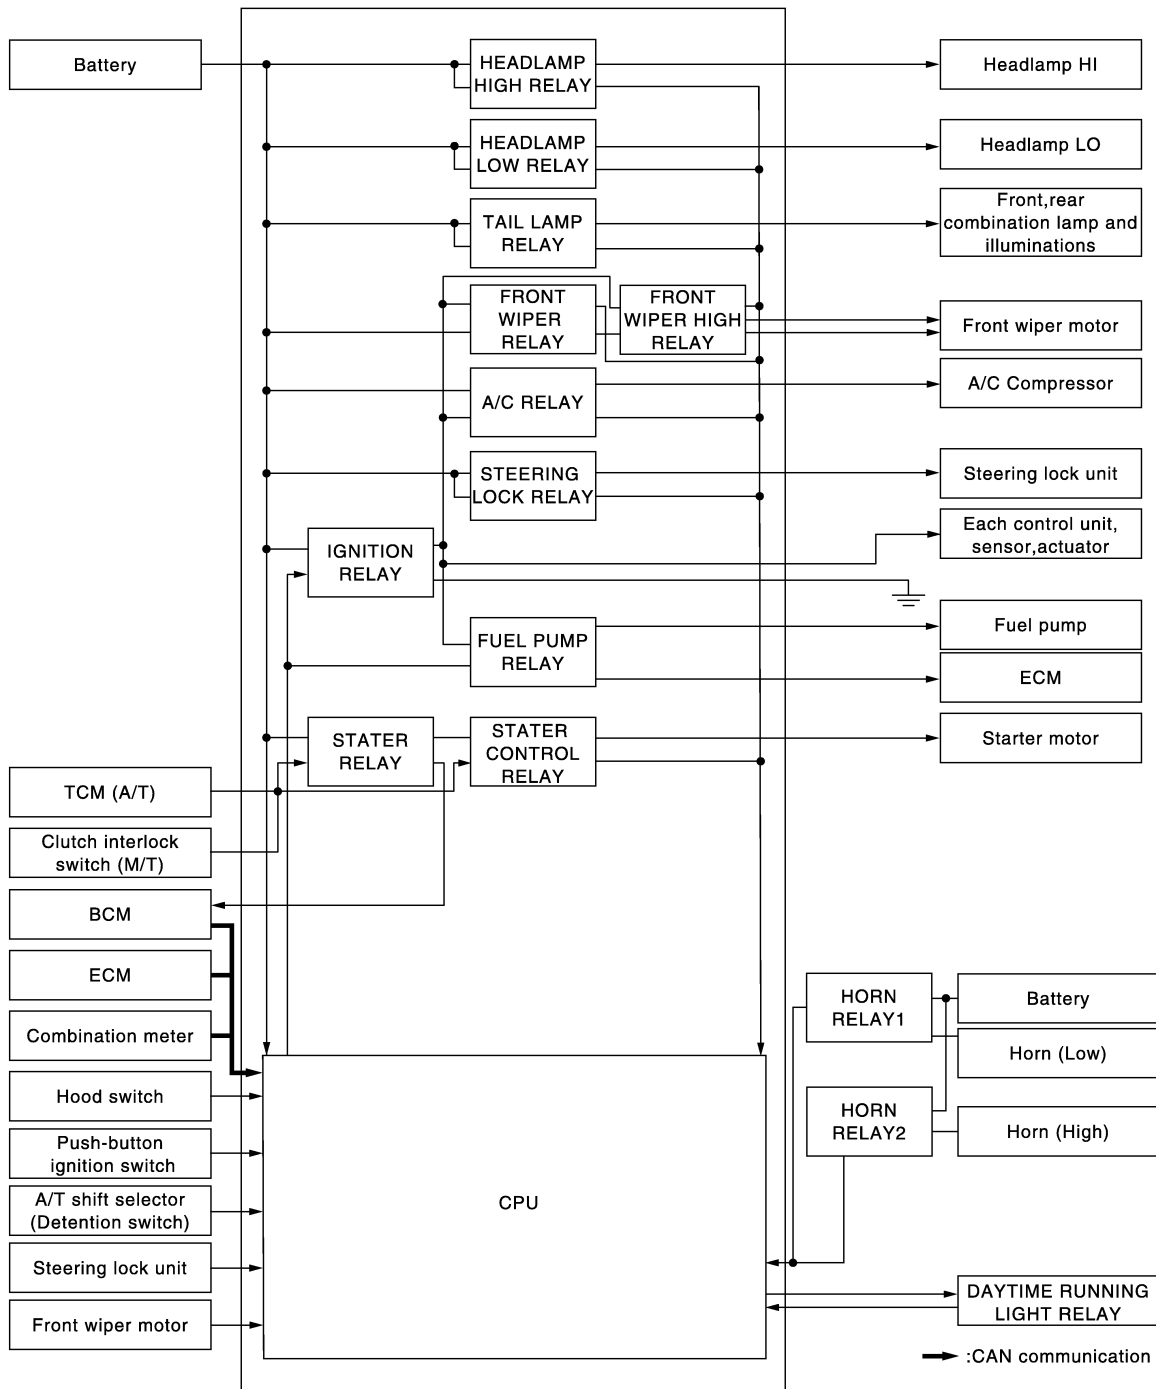 Battery
HEADLAMP
HIGH RELAY
Headlamp HI
HEADLAMP
LOW RELAY
Headlamp LO
TAIL LAMP
RELAY
Front,rear
combination lamp and
illuminations
FRONT
WIPER
RELAY
FRONT
WIPER HIGH
RELAY
Front wiper motor
A/C RELAY
A/C Compressor
STEERING
LOCK RELAY
Steering lock unit
IGNITION
RELAY
Each control unit,
sensor,actuator
FUEL PUMP
RELAY
Fuel pump
ECM
STATER
RELAY
STATER
CONTROL
RELAY
Starter motor
TCM (A/T)
Clutch interlock
switch (M/T)
BCM
ECM
Combination meter
Hood switch
Push-button
ignition switch
A/T shift selector
(Detention switch)
Steering lock unit
Front wiper motor
CPU
HORN
RELAY1
Battery
Horn (Low)
HORN
RELAY2
Horn (High)
DAYTIME RUNNING
LIGHT RELAY
:CAN communication